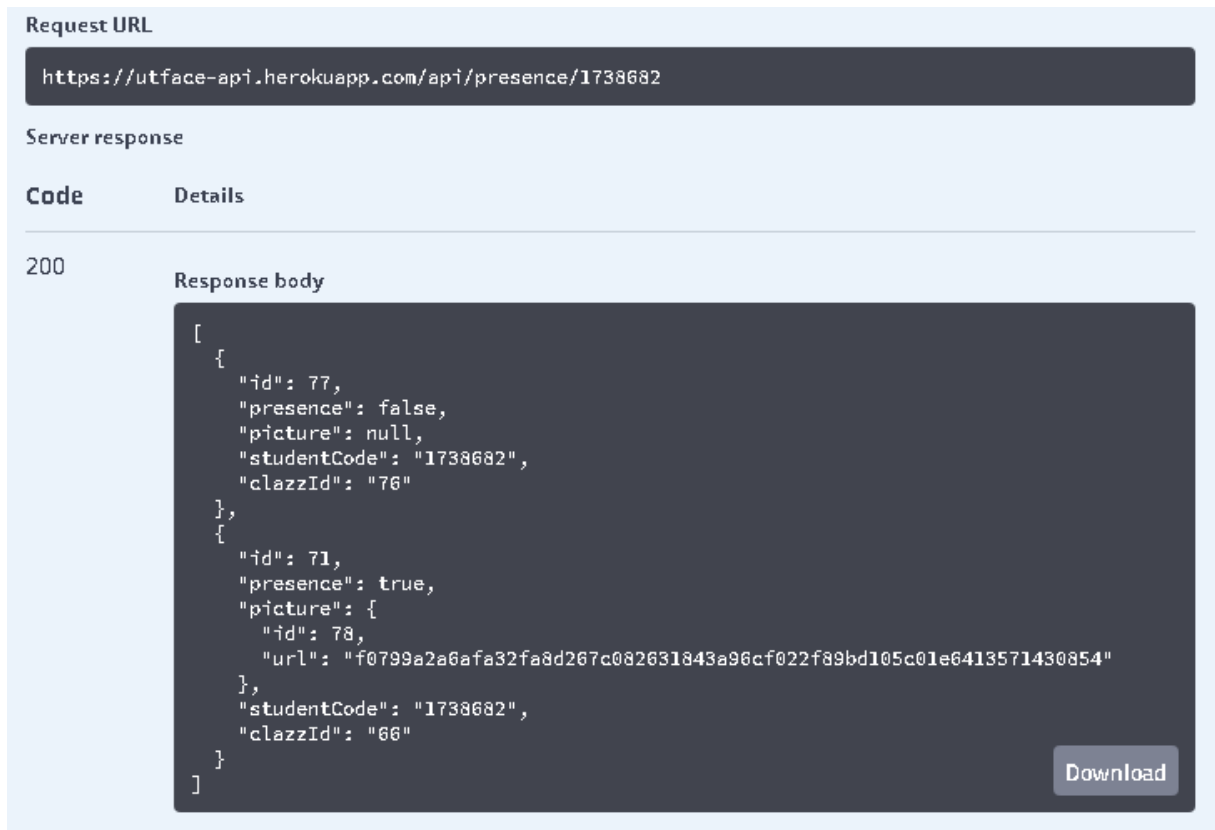 Request URL
https://utface-api.herokuapp.com/api/presence/1738682
Server response
Code Details
200
Response body
[
  {
    "id": 77,
    "presence": false,
    "picture": null,
    "studentCode": "1738682",
    "clazzId": "76"
  },
  {
    "id": 71,
    "presence": true,
    "picture": {
      "id": 78,
      "url": "f0799a2a6afa32fa8d267c082631843a96cf022f89bd105c01e6413571430854"
    },
    "studentCode": "1738682",
    "clazzId": "66"
  }
]
Download